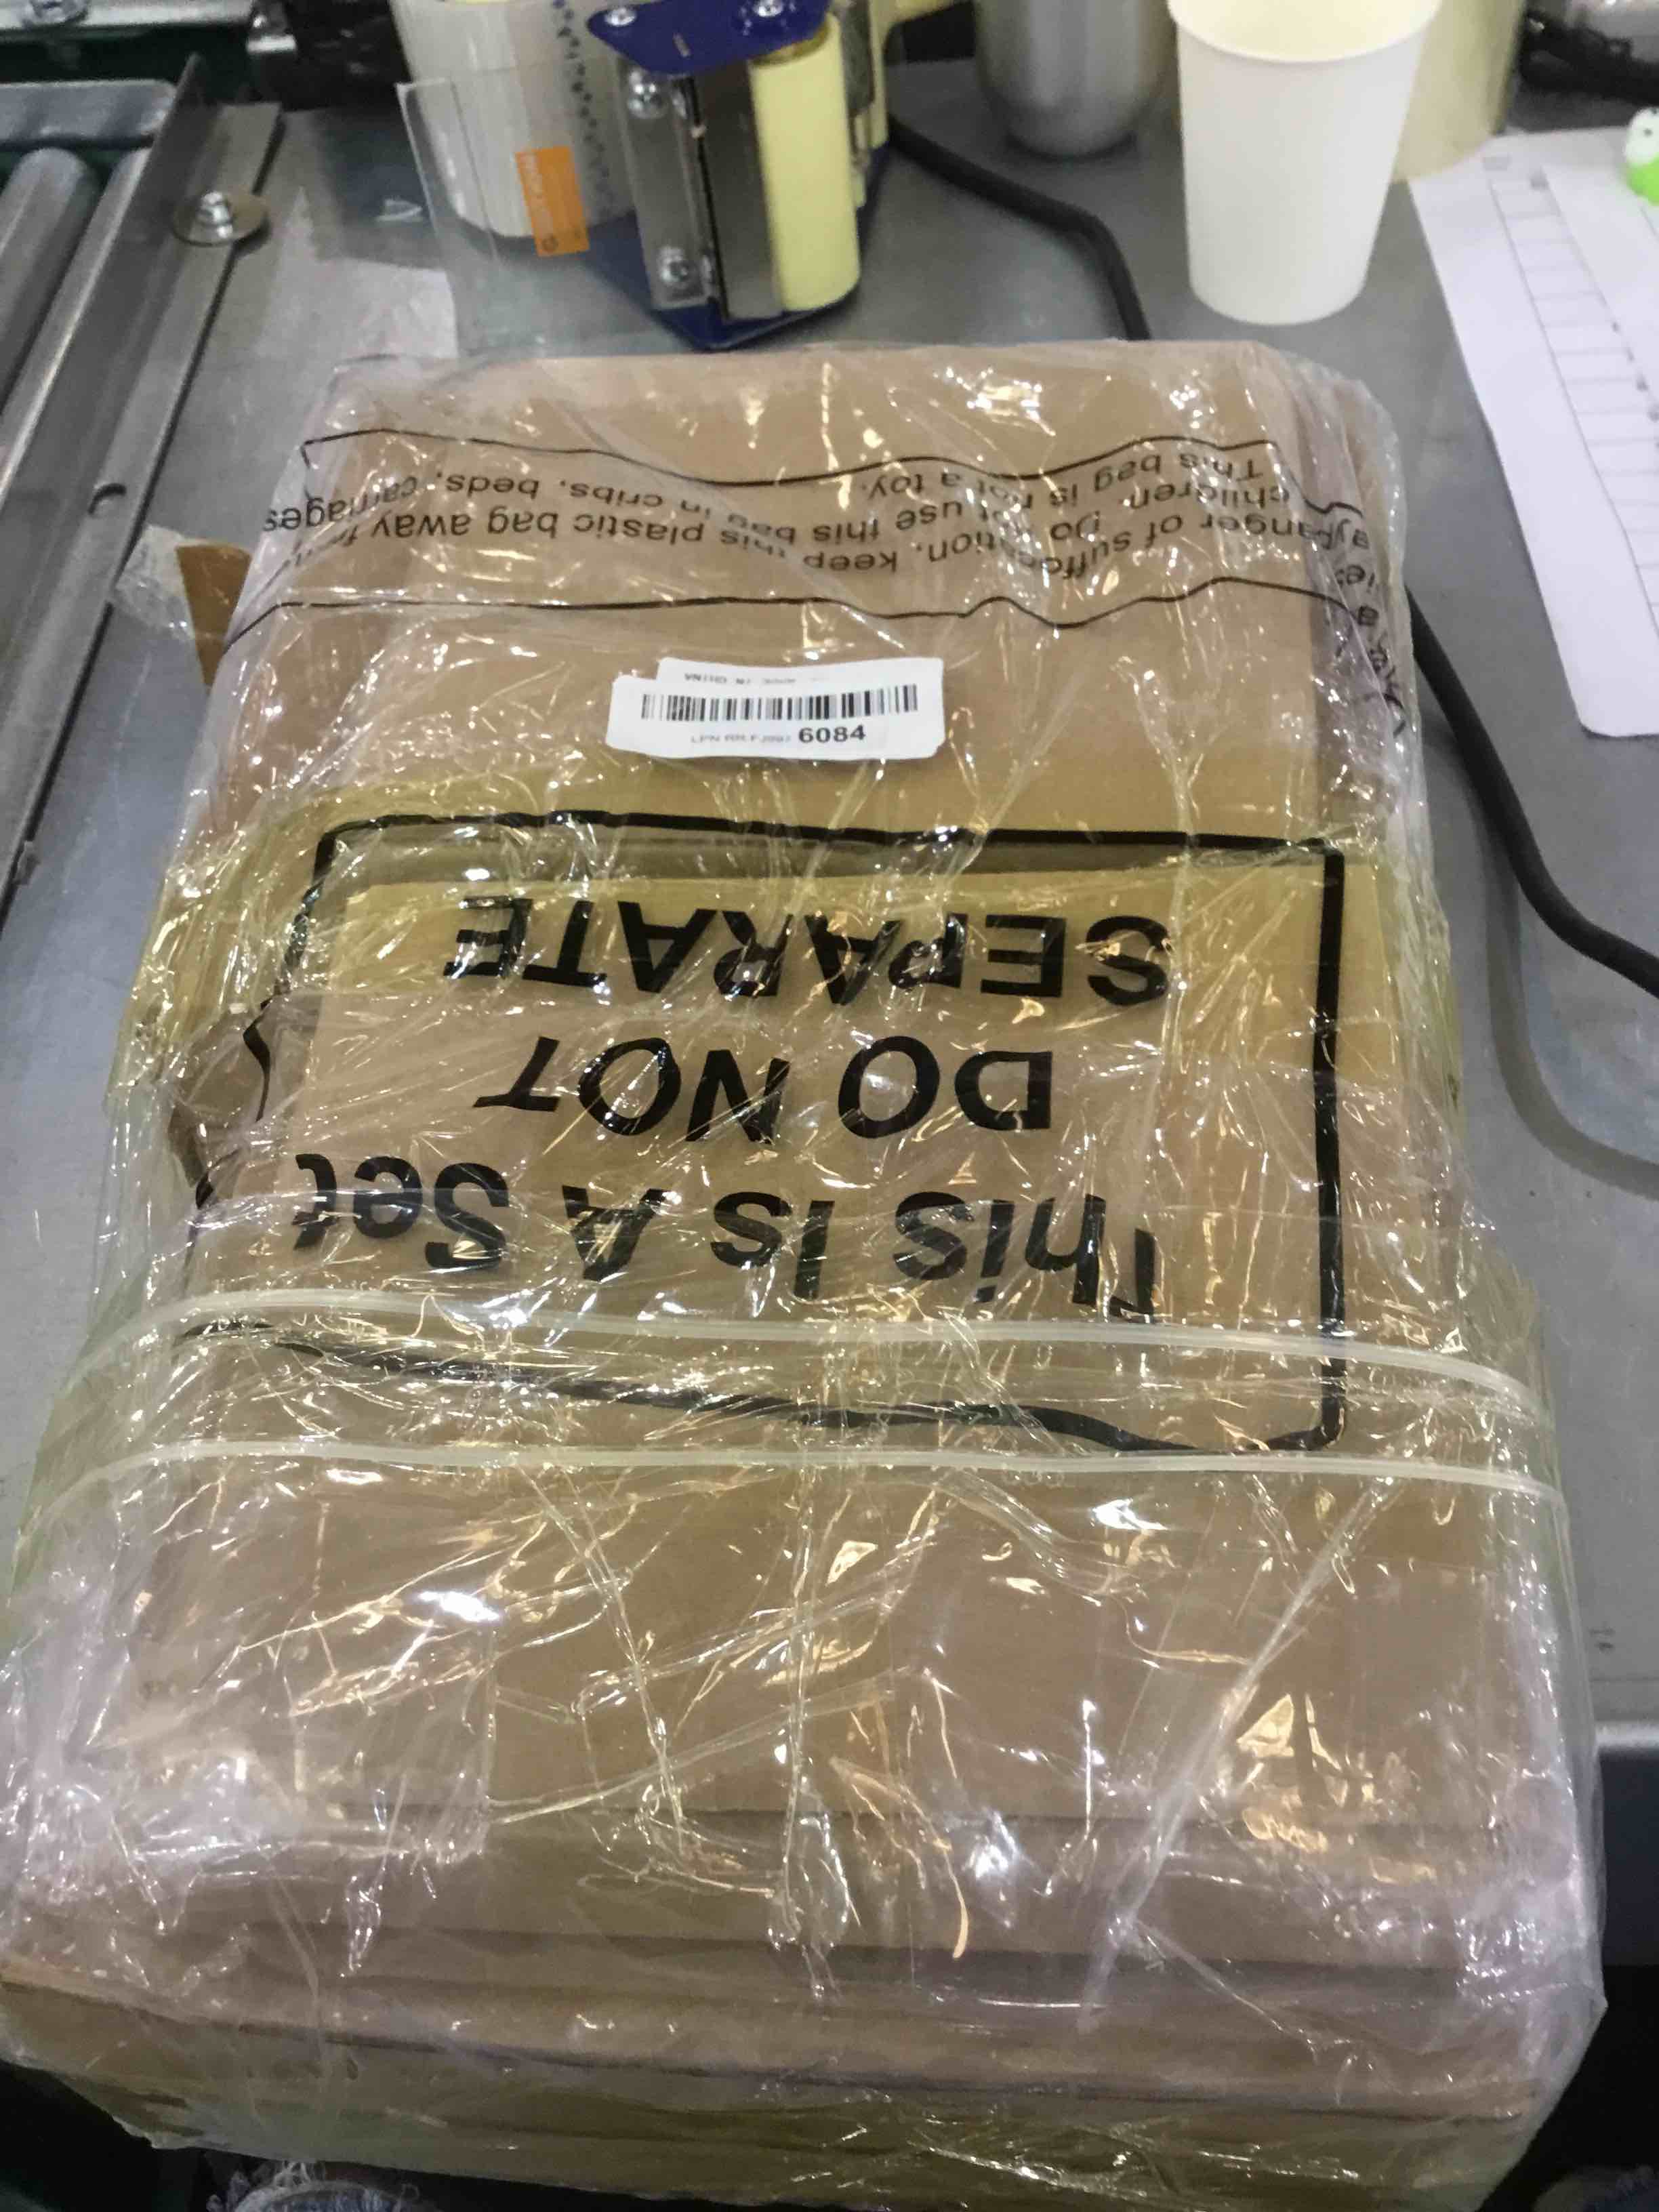 This Is A Set
DO NOT
SEPARATE
danger of suffocation, keep this plastic bag away from
children. Do not use this bag in cribs, beds, carriages
This bag is not a toy.
6084